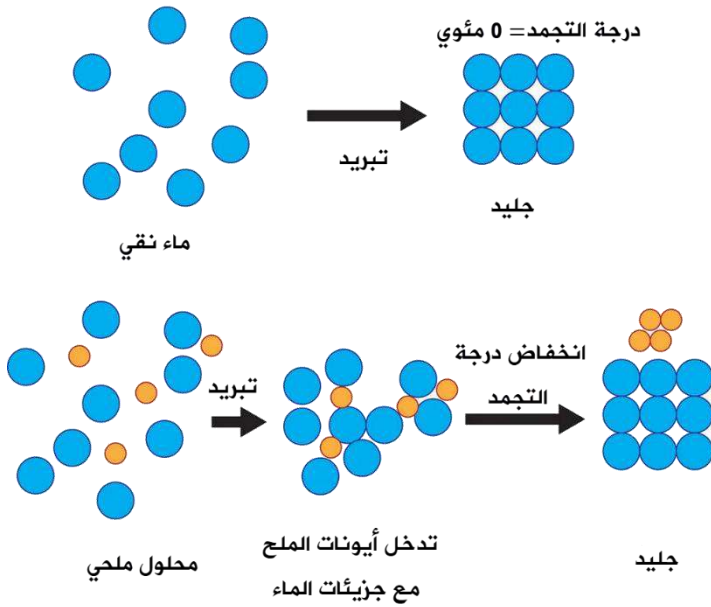 درجة التجمد= 0 مئوي
تبريد
جليد
ماء نقي
انخفاض درجة
التجمد
تبريد
تدخل أيونات الملح
مع جزيئات الماء
محلول ملحي
جليد